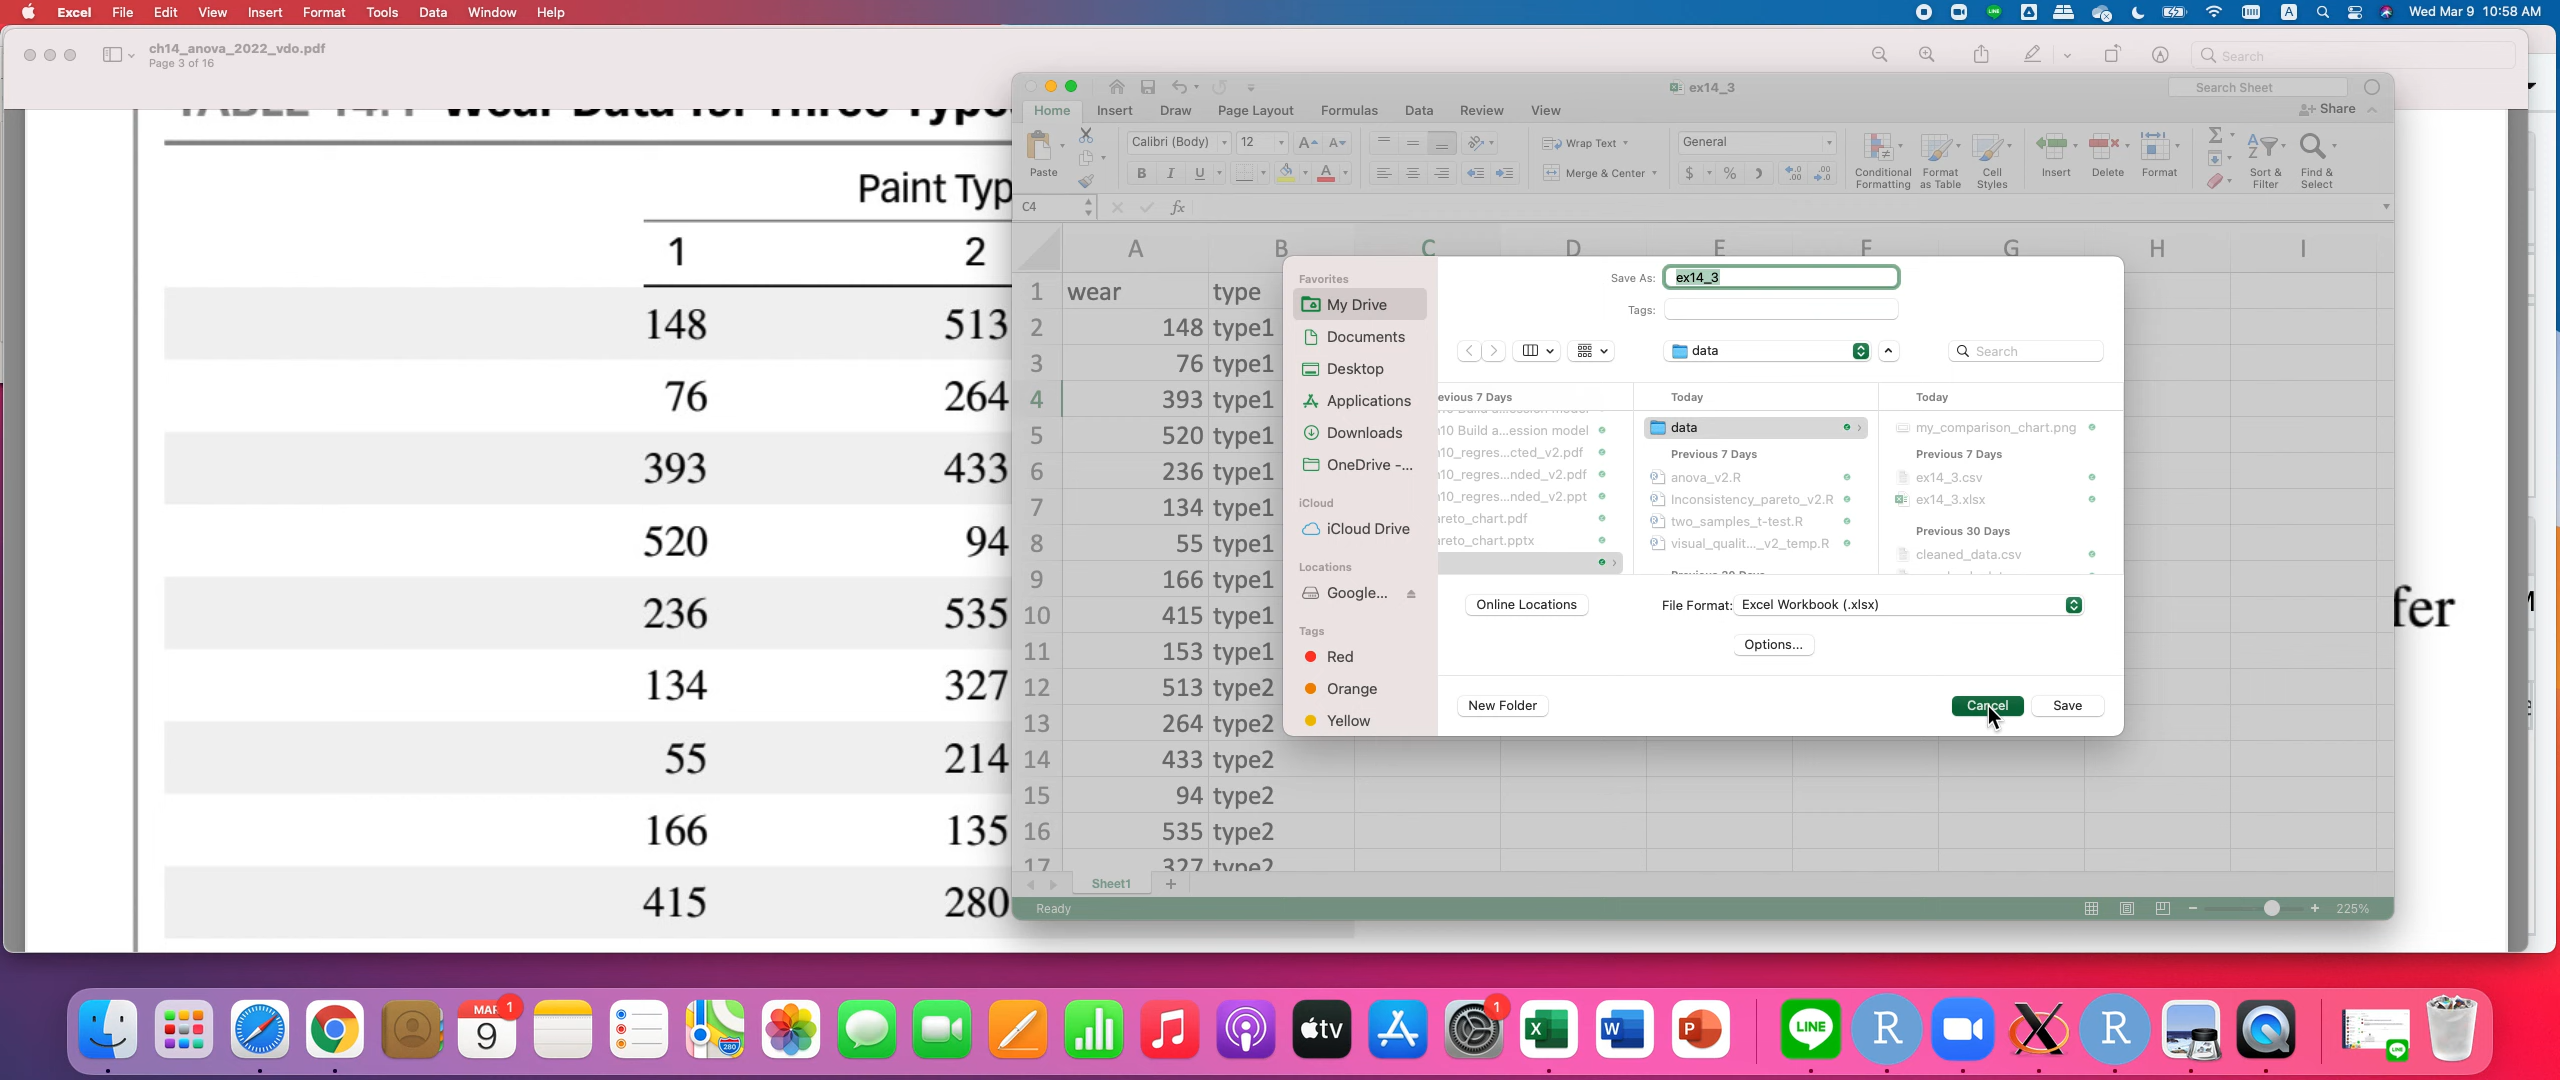 Excel File Edit View Insert Format Tools Data Window Help Wed Mar 9 10:58 AM
ch14_anova_2022_vdo.pdf
Page 3 of 16
Search
Paint Typ
1 2
148 513
76 264
393 433
520 94
236 535
134 327
55 214
166 135
415 280
fer
ex14_3
Search Sheet
Home Insert Draw Page Layout Formulas Data Review View Share
Calibri (Body) 12 Wrap Text General
Paste B I U Merge & Center $ % Conditional Formatting Format as Table Cell Styles Insert Delete Format Sort & Filter Find & Select
C4 fx
A B C D E F G H I
1 wear type
2 148 type1
3 76 type1
4 393 type1
5 520 type1
6 236 type1
7 134 type1
8 55 type1
9 166 type1
10 415 type1
11 153 type1
12 513 type2
13 264 type2
14 433 type2
15 94 type2
16 535 type2
17 327 type2
Sheet1 +
Ready 225%
Favorites
My Drive
Documents
Desktop
Applications
Downloads
OneDrive -...
iCloud
iCloud Drive
Locations
Google...
Tags
Red
Orange
Yellow
Save As: ex14_3
Tags:
data
Search
evious 7 Days
10 Build a...ession model
10_regres...cted_v2.pdf
10_regres...nded_v2.pdf
10_regres...nded_v2.ppt
reto_chart.pdf
reto_chart.pptx
Today
data
Previous 7 Days
anova_v2.R
Inconsistency_pareto_v2.R
two_samples_t-test.R
visual_qualit..._v2_temp.R
Today
my_comparison_chart.png
Previous 7 Days
ex14_3.csv
ex14_3.xlsx
Previous 30 Days
cleaned_data.csv
Online Locations
File Format: Excel Workbook (.xlsx)
Options...
New Folder
Cancel
Save
MAR 1
9
280
tv
1
X
W
P
LINE
R
R